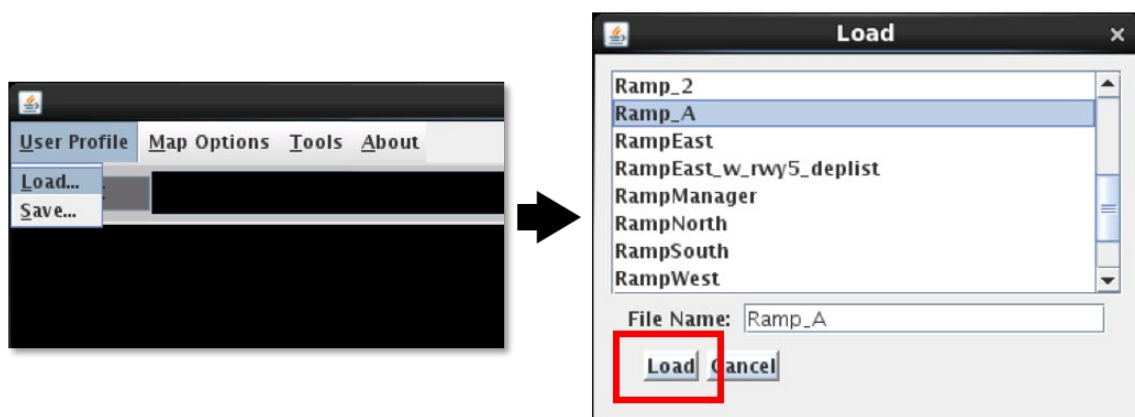 User Profile Map Options Tools About
Load...
Save...
Load
Ramp_2
Ramp_A
RampEast
RampEast_w_rwy5_deplist
RampManager
RampNorth
RampSouth
RampWest
File Name: Ramp_A
Load Cancel